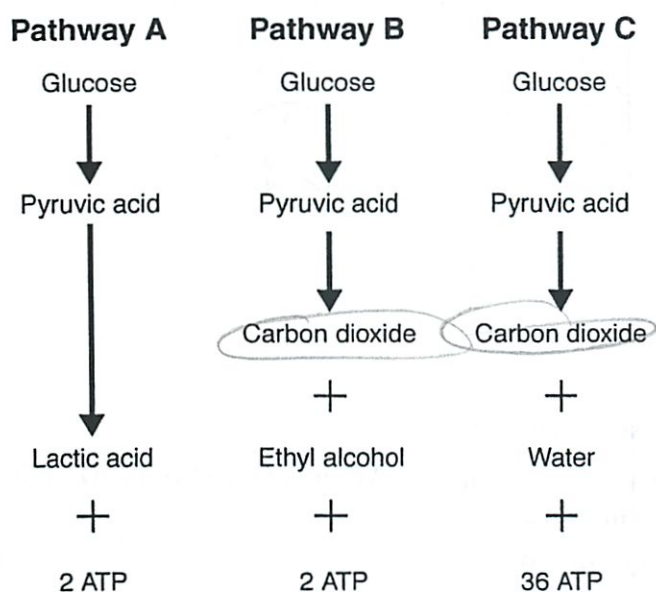 Pathway A Pathway B Pathway C
Glucose Glucose Glucose
Pyruvic acid Pyruvic acid Pyruvic acid
Carbon dioxide Carbon dioxide
+ +
Lactic acid Ethyl alcohol Water
+ + +
2 ATP 2 ATP 36 ATP